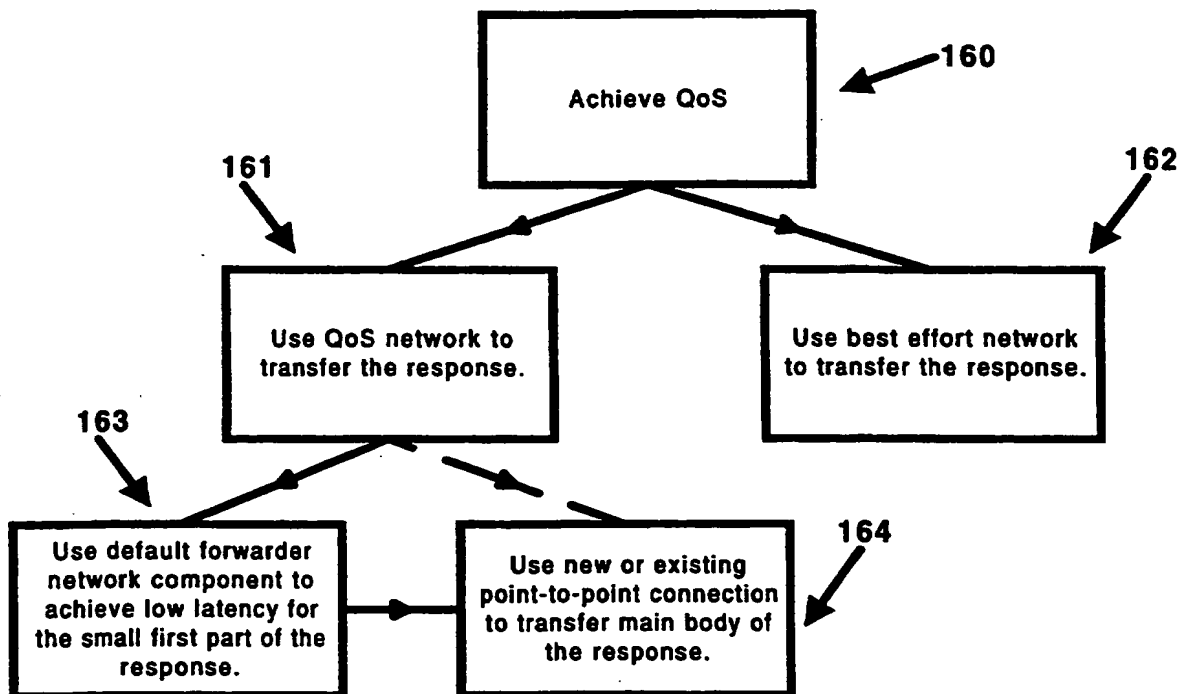 160
Achieve QoS
161
162
Use QoS network to
transfer the response.
Use best effort network
to transfer the response.
163
164
Use default forwarder
network component to
achieve low latency for
the small first part of the
response.
Use new or existing
point-to-point connection
to transfer main body of
the response.